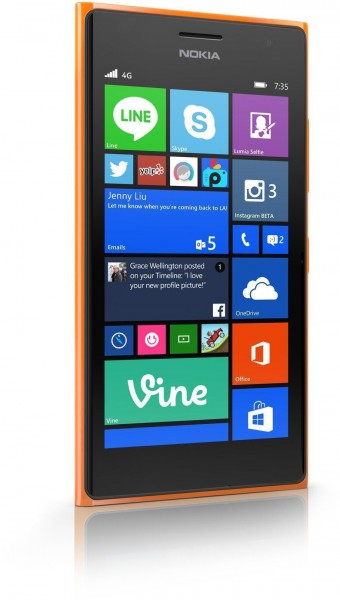 NOKIA
4G
7:35
LINE
Line
Skype
Lumia Selfie
yelp
Jenny Liu
Let me know when you're coming back to LA!
Emails
5
3
Instagram BETA
2
Grace Wellington posted
on your Timeline: "I love
your new profile picture!"
1
OneDrive
Office
Vine
Vine